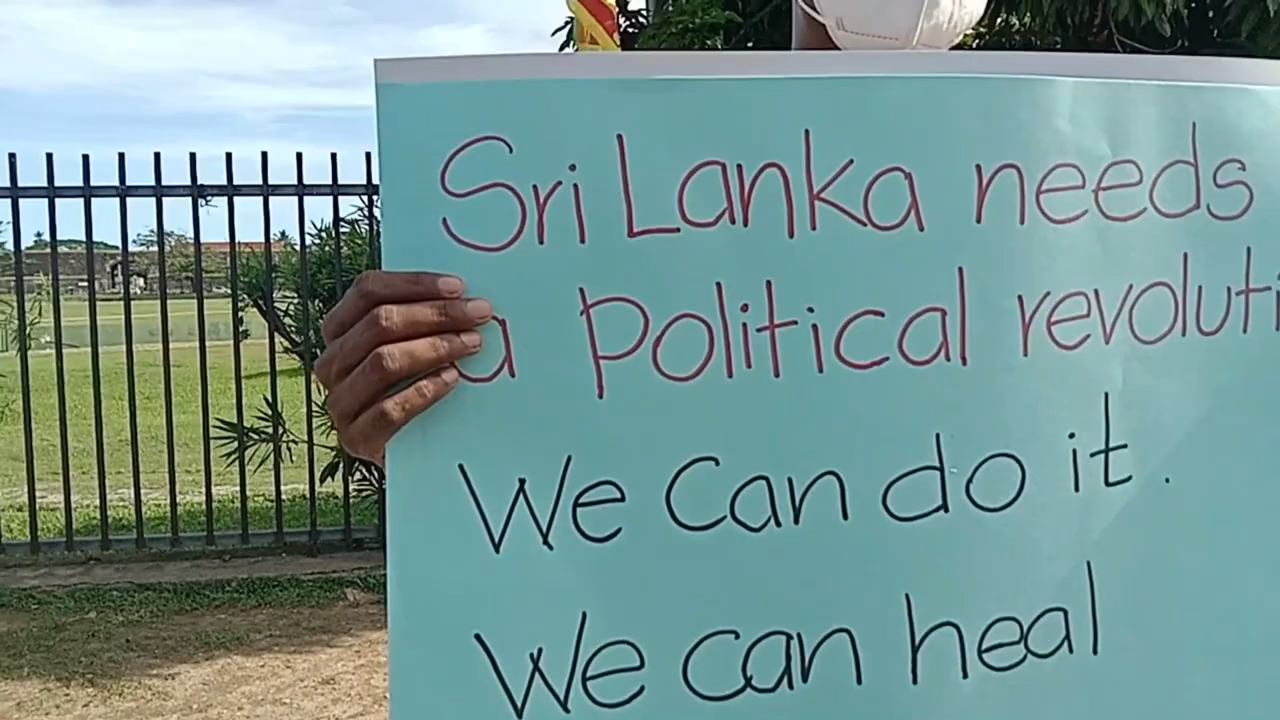 Sri Lanka needs
a political revoluti
We Can do it.
We can heal